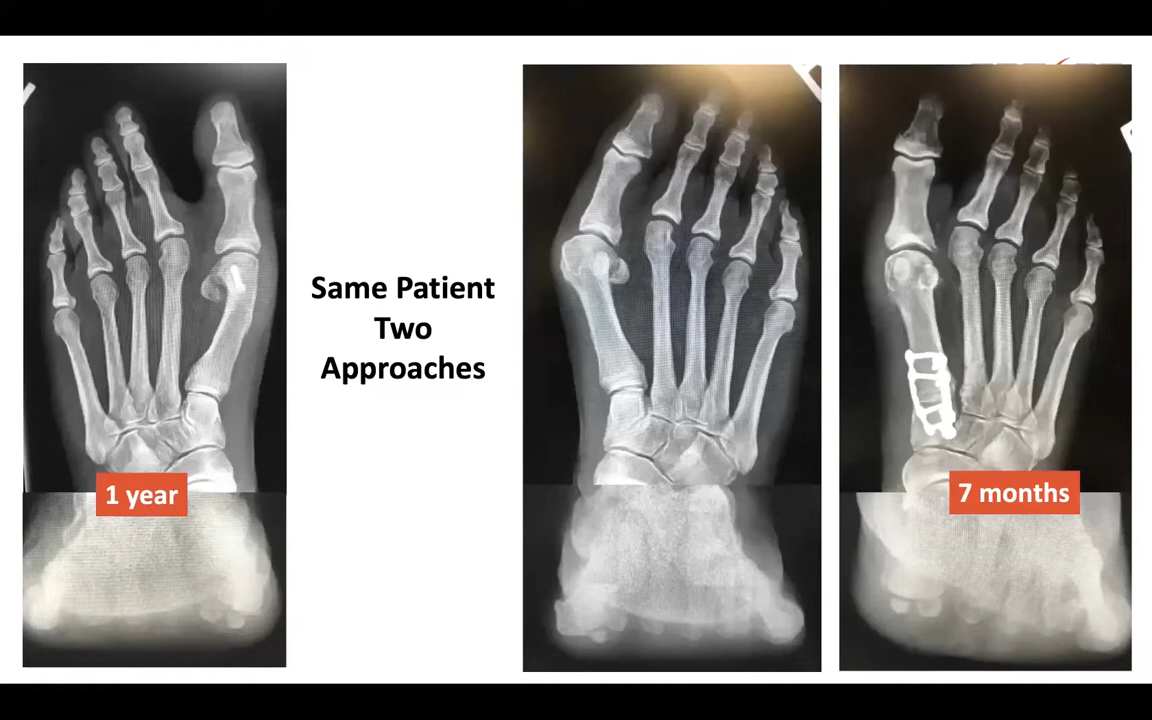 Same Patient
Two
Approaches
1 year
7 months